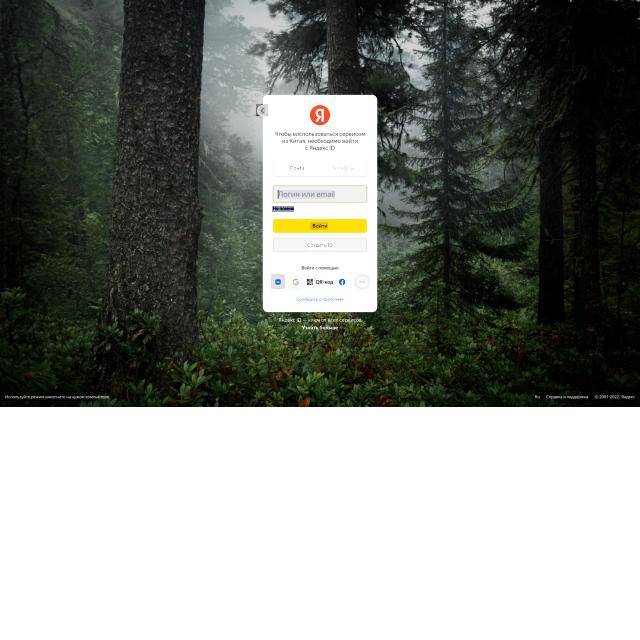 Я
Чтобы воспользоваться сервисом
из Китая, необходимо войти
с Яндекс ID
Почта
Логин или email
Не помню
Войти
Создать ID
Войти с помощью
QR-код
Сообщить о проблеме
Яндекс ID — ключ от всех сервисов
Узнать больше
Используйте режим инкогнито на чужом компьютере
Ru Справка и поддержка © 2001-2022, Яндекс